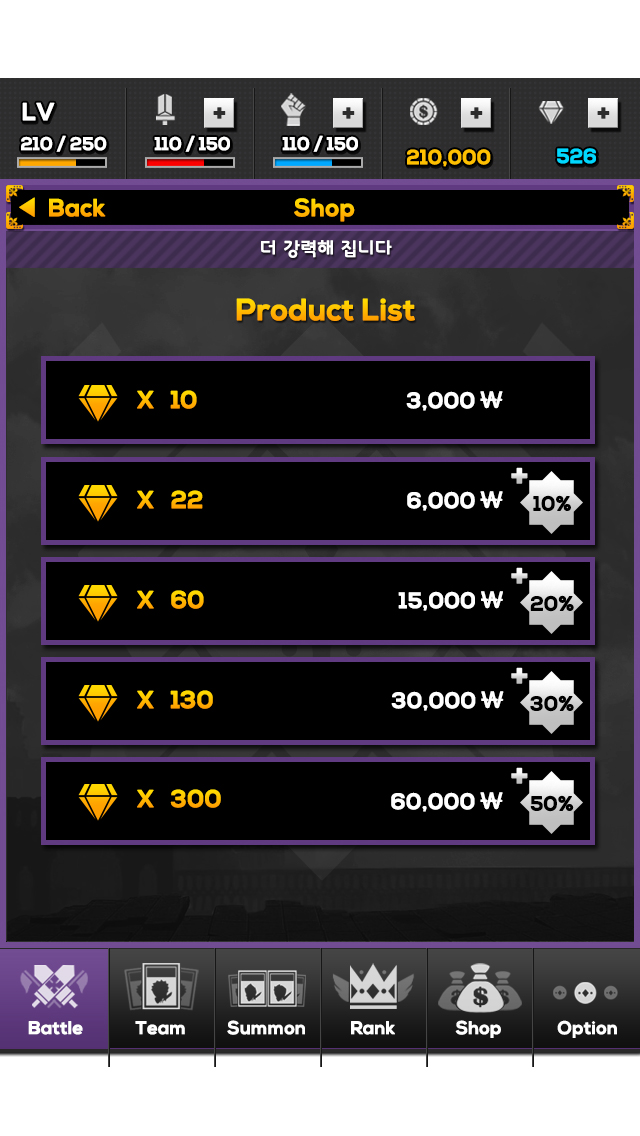 LV
210 / 250
110 / 150
110 / 150
210,000
526
Back
Shop
더 강력해 집니다
Product List
X 10 3,000 ₩
X 22 6,000 ₩ + 10%
X 60 15,000 ₩ + 20%
X 130 30,000 ₩ + 30%
X 300 60,000 ₩ + 50%
Battle
Team
Summon
Rank
Shop
Option